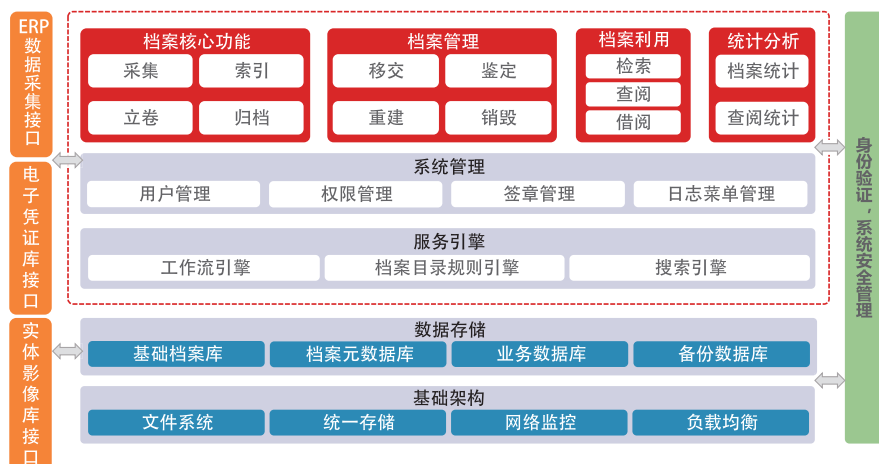 ERP数据采集接口
电子凭证库接口
实体影像库接口
档案核心功能
采集
索引
立卷
归档
档案管理
移交
鉴定
重建
销毁
档案利用
检索
查阅
借阅
统计分析
档案统计
查阅统计
系统管理
用户管理
权限管理
签章管理
日志菜单管理
服务引擎
工作流引擎
档案目录规则引擎
搜索引擎
数据存储
基础档案库
档案元数据库
业务数据库
备份数据库
基础架构
文件系统
统一存储
网络监控
负载均衡
身份验证，系统安全管理